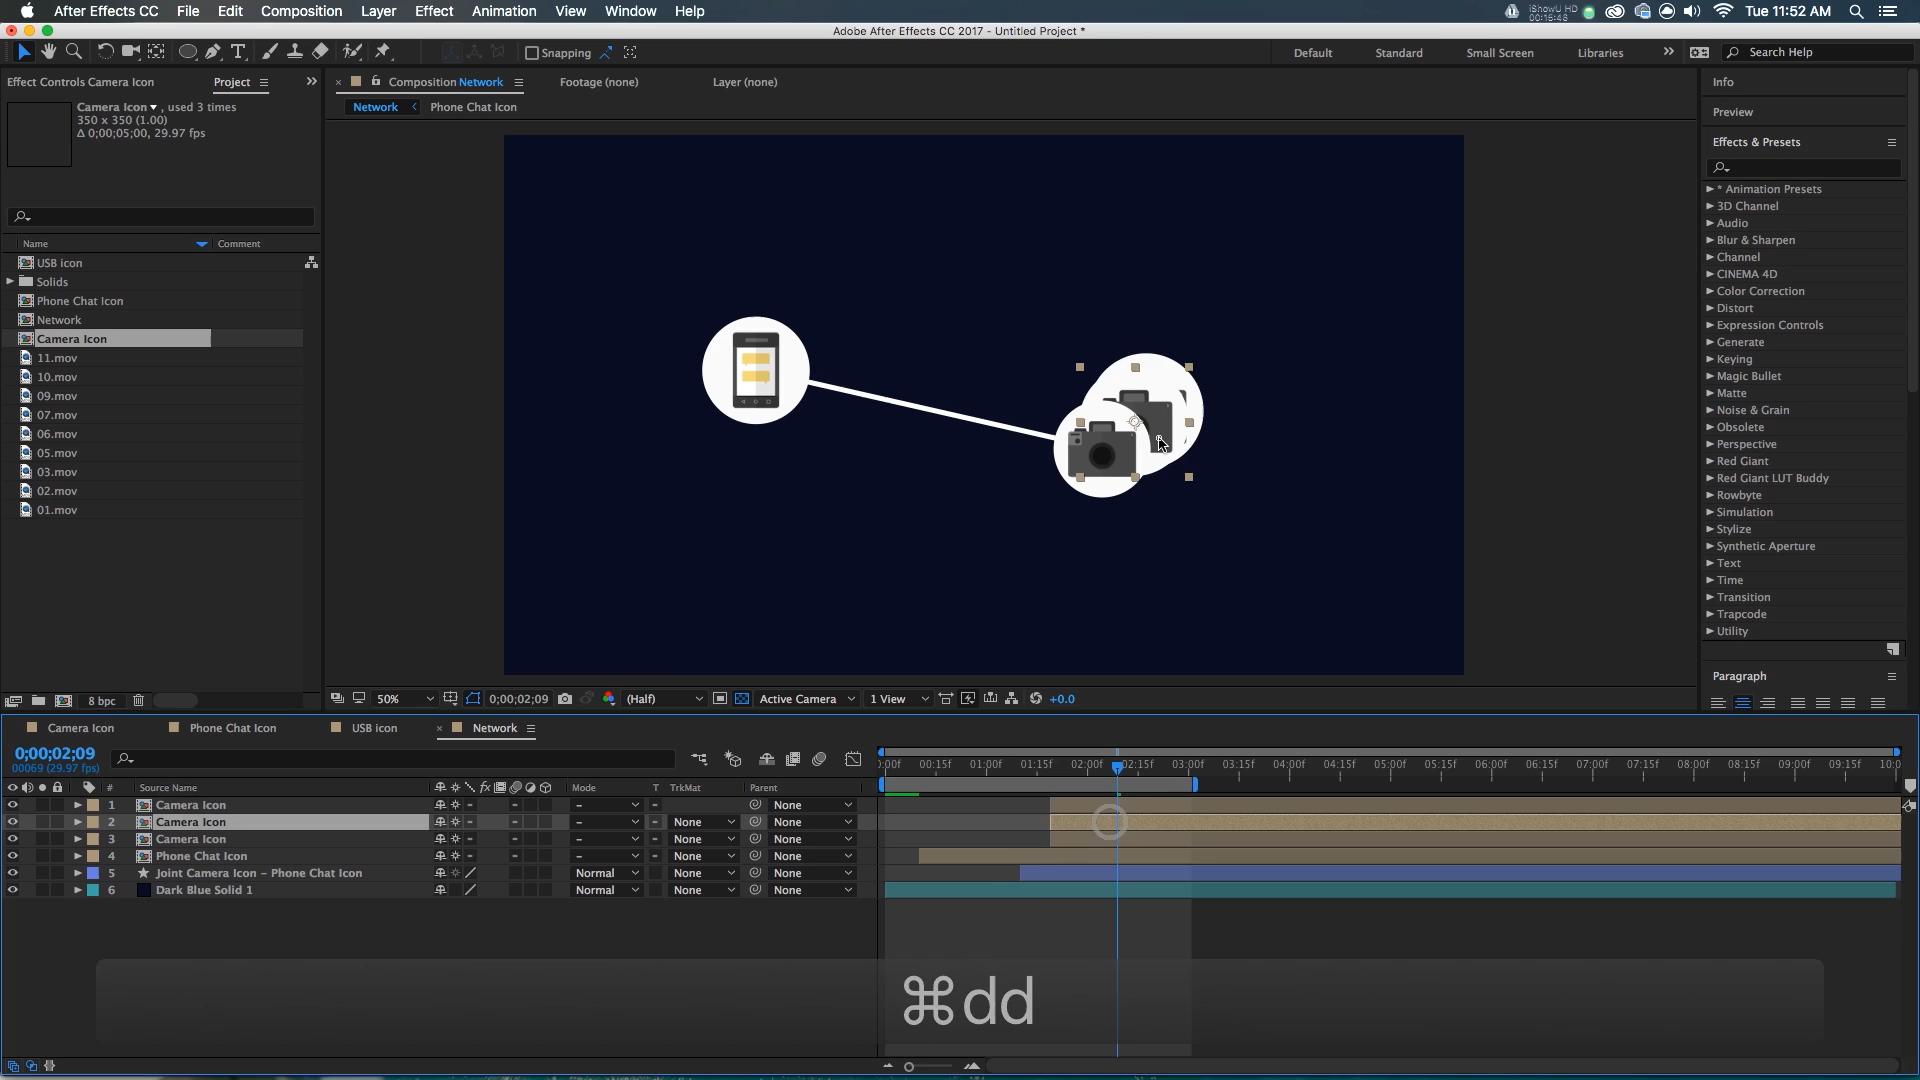 After Effects CC File Edit Composition Layer Effect Animation View Window Help
iShowU HD
00:16:48
Tue 11:52 AM
Adobe After Effects CC 2017 - Untitled Project *
T Snapping Default Standard Small Screen Libraries Search Help
Effect Controls Camera Icon Project
Composition Network Footage (none) Layer (none)
Network Phone Chat Icon
Camera Icon , used 3 times
350 x 350 (1.00)
Δ 0;00;05;00, 29.97 fps
Name Comment
USB icon
Solids
Phone Chat Icon
Network
Camera Icon
11.mov
10.mov
09.mov
07.mov
06.mov
05.mov
03.mov
02.mov
01.mov
8 bpc
50% 0;00;02;09 (Half) Active Camera 1 View +0.0
Info
Preview
Effects & Presets
* Animation Presets
3D Channel
Audio
Blur & Sharpen
Channel
CINEMA 4D
Color Correction
Distort
Expression Controls
Generate
Keying
Magic Bullet
Matte
Noise & Grain
Obsolete
Perspective
Red Giant
Red Giant LUT Buddy
Rowbyte
Simulation
Stylize
Synthetic Aperture
Text
Time
Transition
Trapcode
Utility
Paragraph
Camera Icon Phone Chat Icon USB icon Network
0;00;02;09
00069 (29.97 fps)
):00f 00:15f 01:00f 01:15f 02:00f 02:15f 03:00f 03:15f 04:00f 04:15f 05:00f 05:15f 06:00f 06:15f 07:00f 07:15f 08:00f 08:15f 09:00f 09:15f 10:0
# Source Name fx Mode T TrkMat Parent
1 Camera Icon - None
2 Camera Icon - None None
3 Camera Icon - None None
4 Phone Chat Icon - None None
5 Joint Camera Icon - Phone Chat Icon Normal None None
6 Dark Blue Solid 1 Normal None None
⌘dd